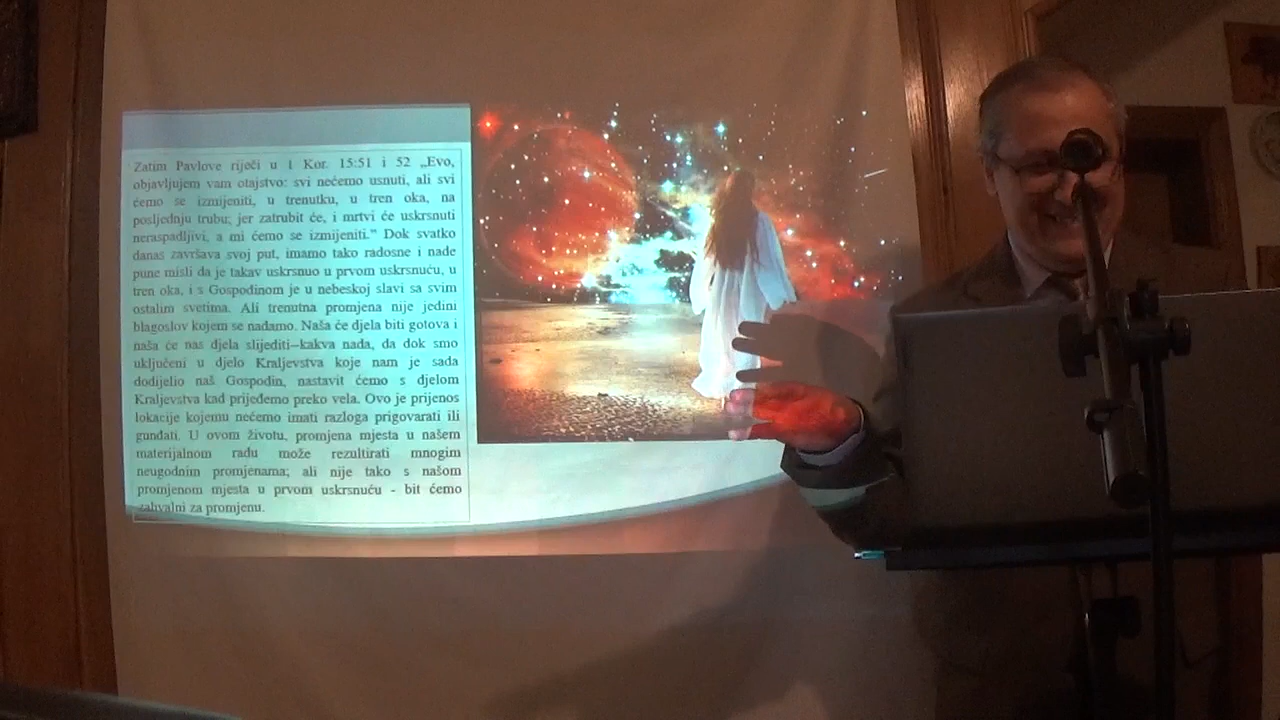 Zatim Pavlove riječi u 1 Kor. 15:51 i 52 „Evo,
objavljujem vam otajstvo: svi nećemo usnuti, ali svi
ćemo se izmijeniti, u trenutku, u tren oka, na
posljednju trubu; jer zatrubit će, i mrtvi će uskrsnuti
neraspadljivi, a mi ćemo se izmijeniti.” Dok svatko
danas završava svoj put, imamo tako radosne i nade
pune misli da je takav uskrsnuo u prvom uskrsnuću, u
tren oka, i s Gospodinom je u nebeskoj slavi sa svim
ostalim svetima. Ali trenutna promjena nije jedini
blagoslov kojem se nadamo. Naša će djela biti gotova i
naša će nas djela slijediti–kakva nada, da dok smo
uključeni u djelo Kraljevstva koje nam je sada
dodijelio naš Gospodin, nastavit ćemo s djelom
Kraljevstva kad prijeđemo preko vela. Ovo je prijenos
lokacije kojemu nećemo imati razloga prigovarati ili
gunđati. U ovom životu, promjena mjesta u našem
materijalnom radu može rezultirati mnogim
neugodnim promjenama; ali nije tako s našom
promjenom mjesta u prvom uskrsnuću - bit ćemo
zahvalni za promjenu.